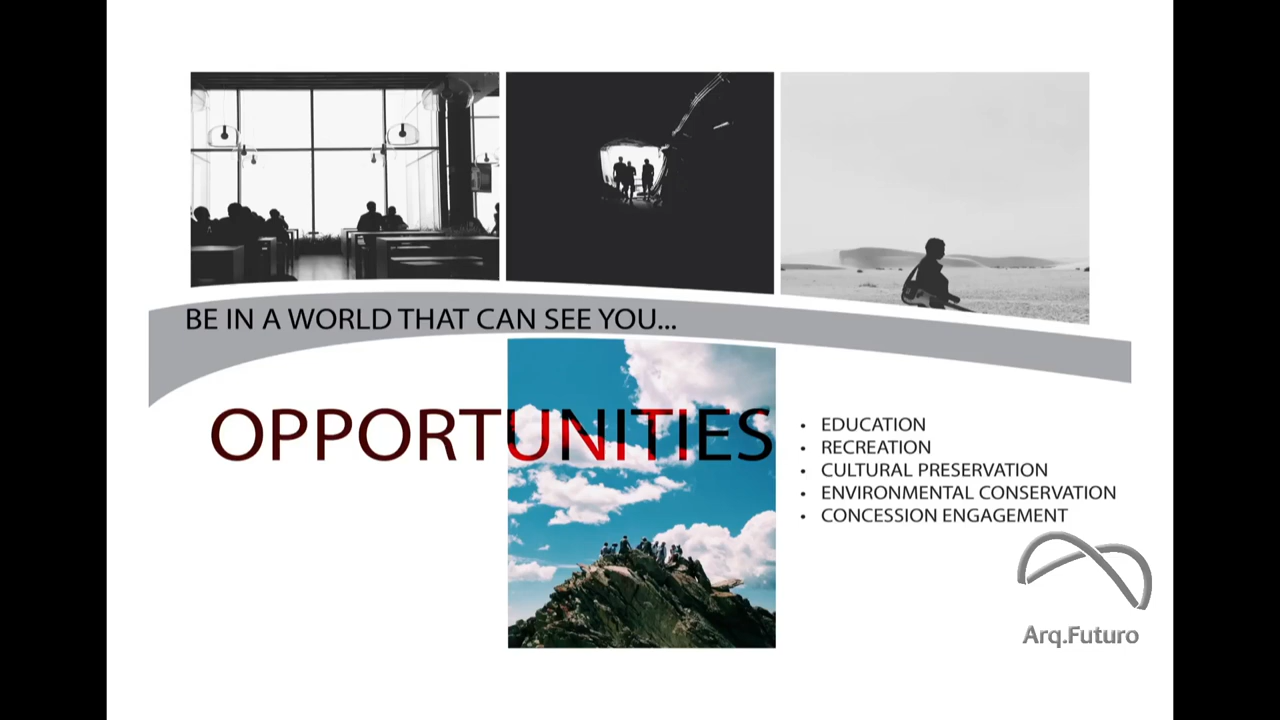 BE IN A WORLD THAT CAN SEE YOU...
OPPORTUNITIES
• EDUCATION
• RECREATION
• CULTURAL PRESERVATION
• ENVIRONMENTAL CONSERVATION
• CONCESSION ENGAGEMENT
Arq.Futuro